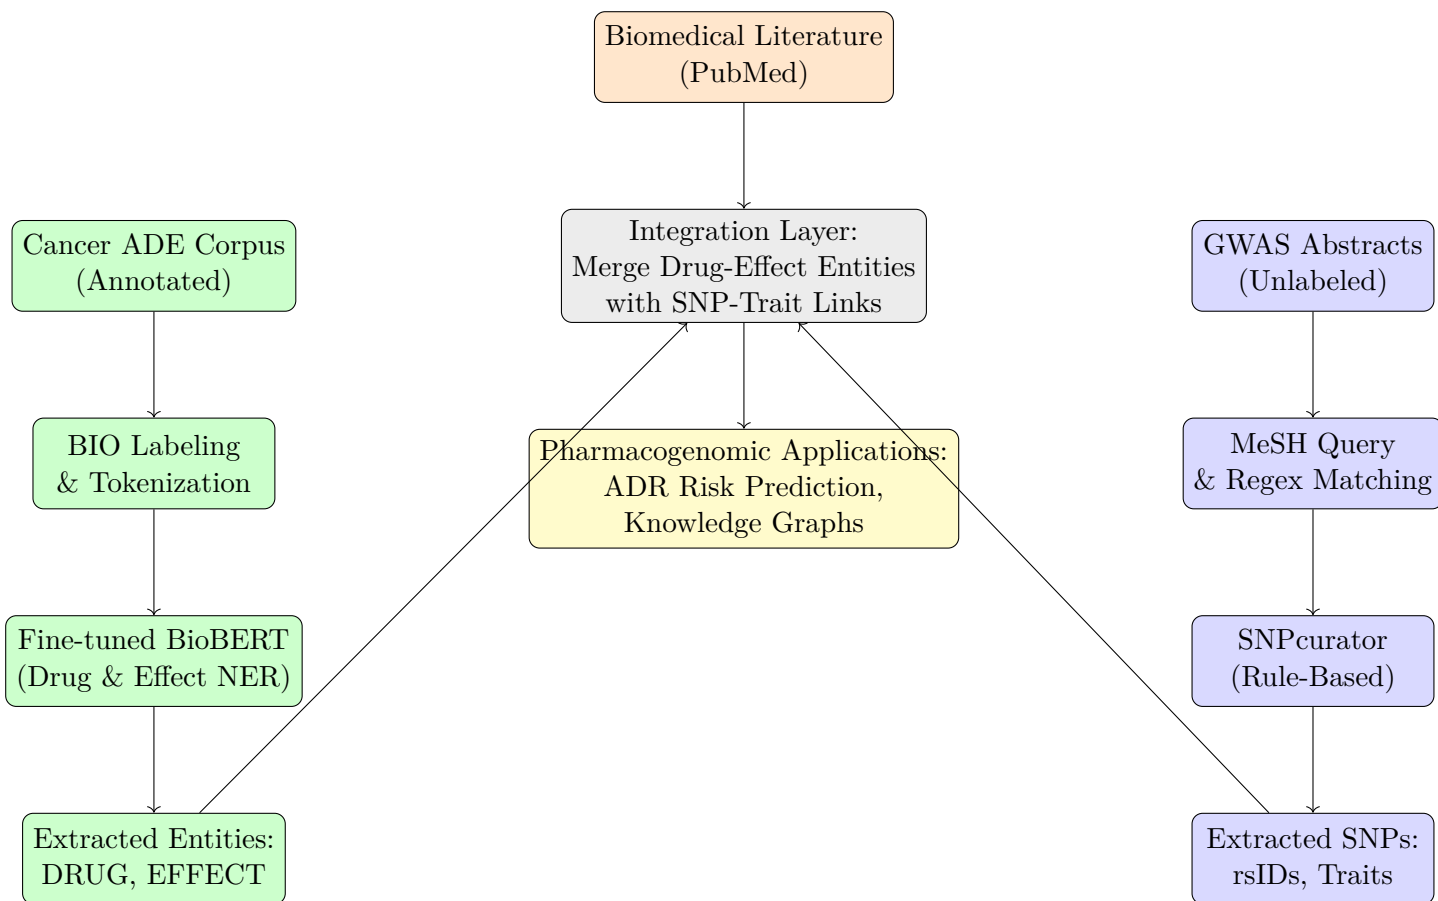 Biomedical Literature
(PubMed)
Cancer ADE Corpus
(Annotated)
Integration Layer:
Merge Drug-Effect Entities
with SNP-Trait Links
GWAS Abstracts
(Unlabeled)
BIO Labeling
& Tokenization
Pharmacogenomic Applications:
ADR Risk Prediction,
Knowledge Graphs
MeSH Query
& Regex Matching
Fine-tuned BioBERT
(Drug & Effect NER)
SNPcurator
(Rule-Based)
Extracted Entities:
DRUG, EFFECT
Extracted SNPs:
rsIDs, Traits